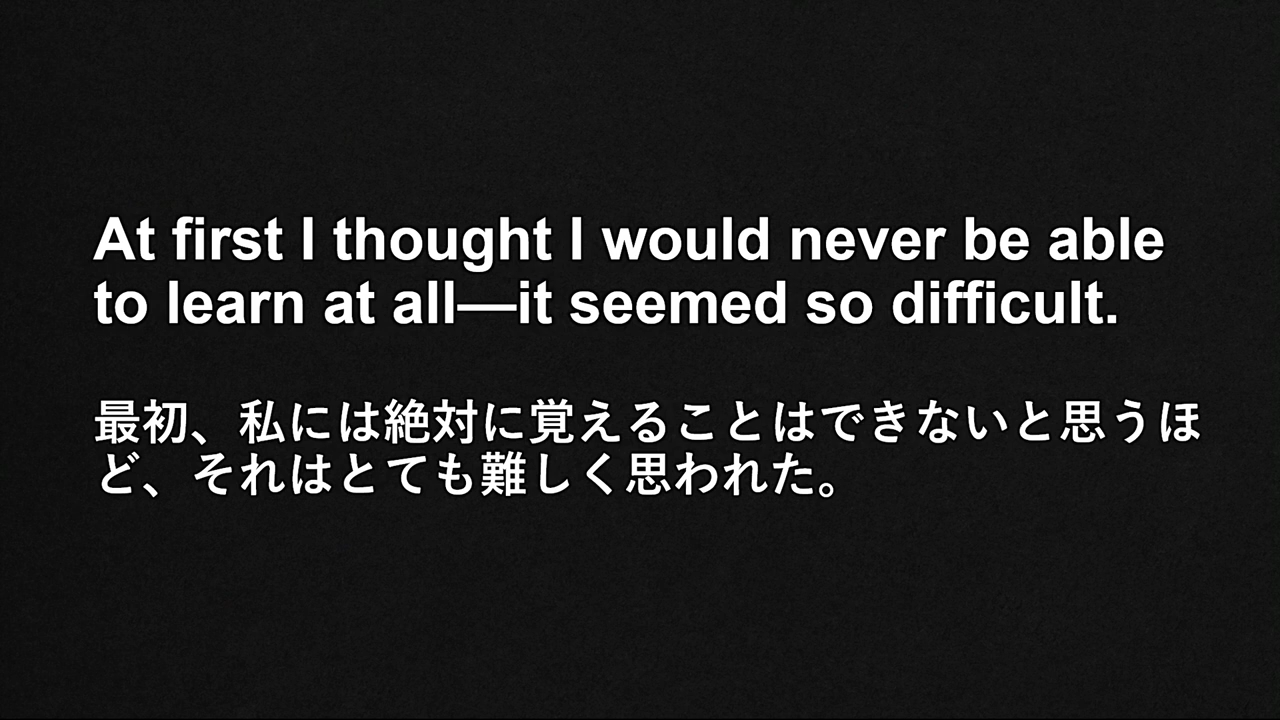 At first I thought I would never be able
to learn at all—it seemed so difficult.
最初、私には絶対に覚えることはできないと思うほ
ど、それはとても難しく思われた。